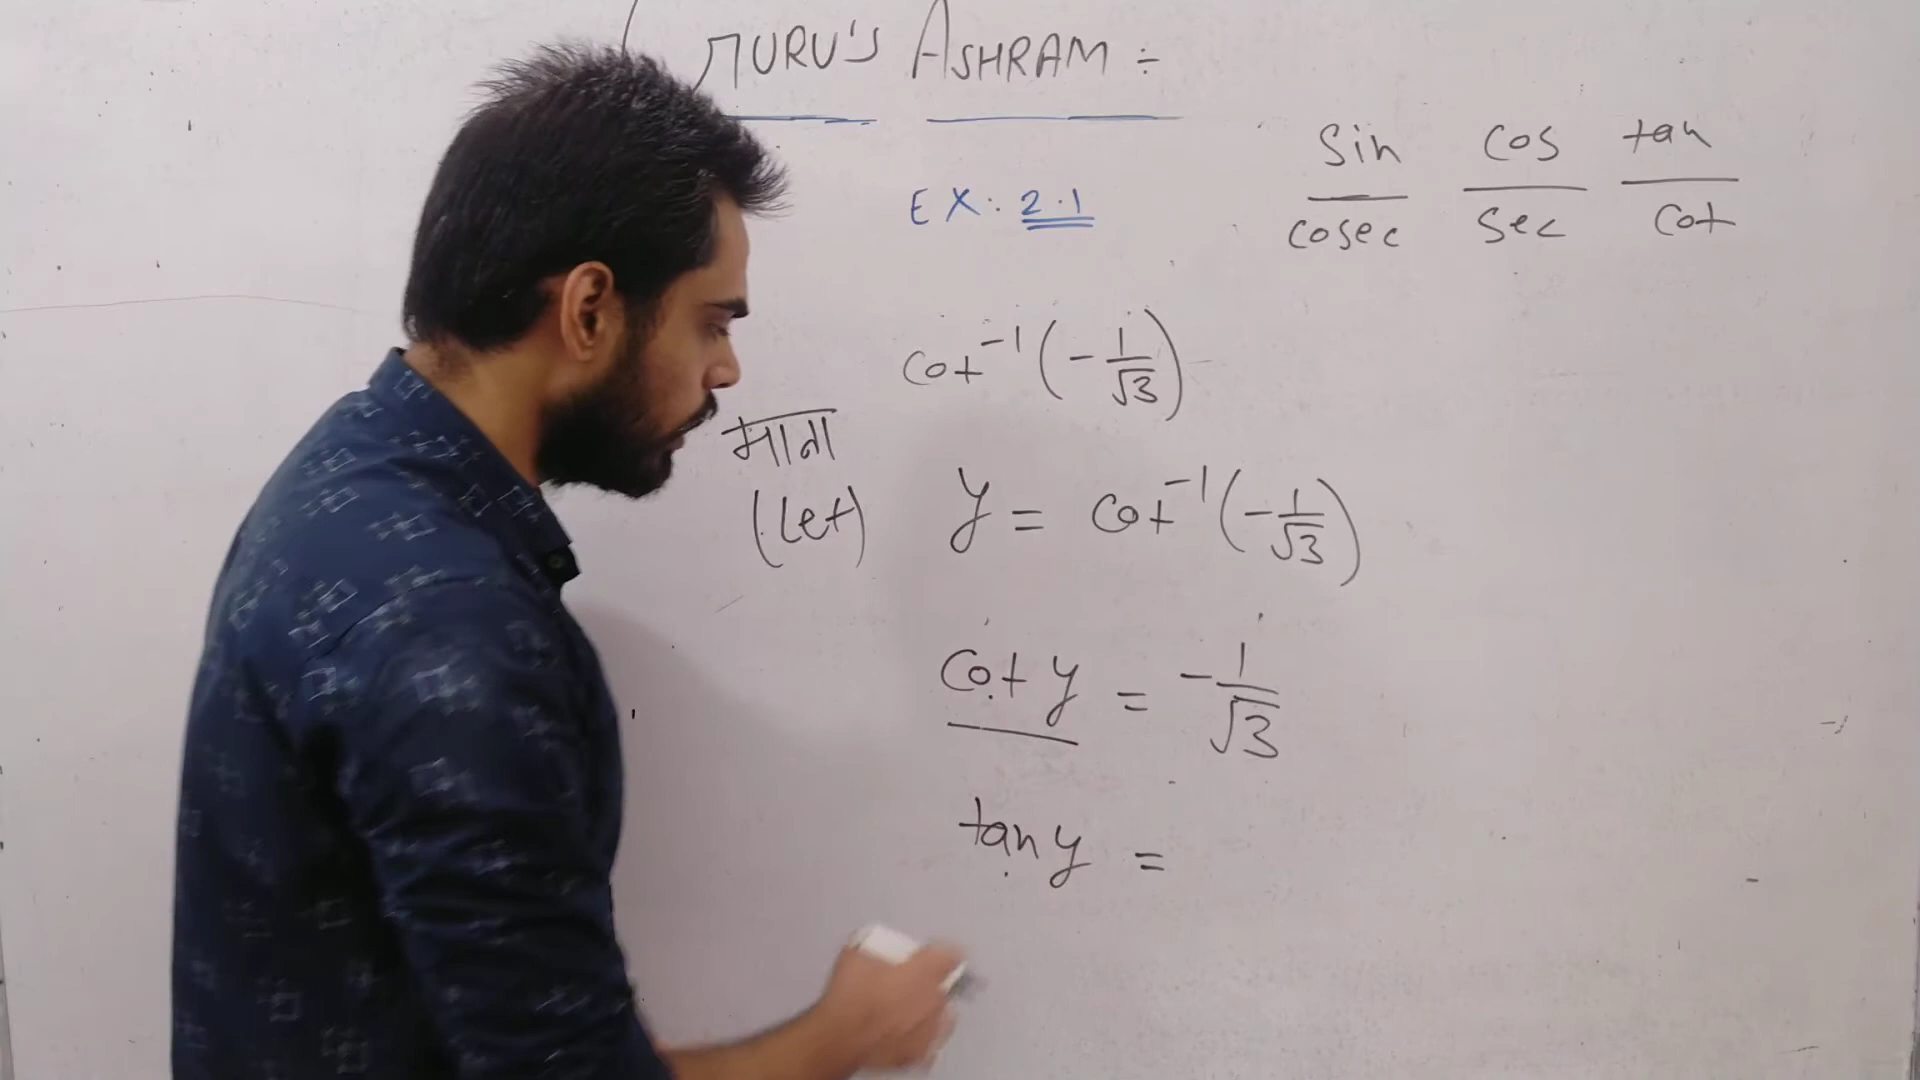 GURU'S ASHRAM ÷
EX:. 2.1
sin cos tan
cosec sec cot
cot⁻¹(-1/√3)
माना
(Let) y = cot⁻¹(-1/√3)
cot y = -1/√3
tan y =